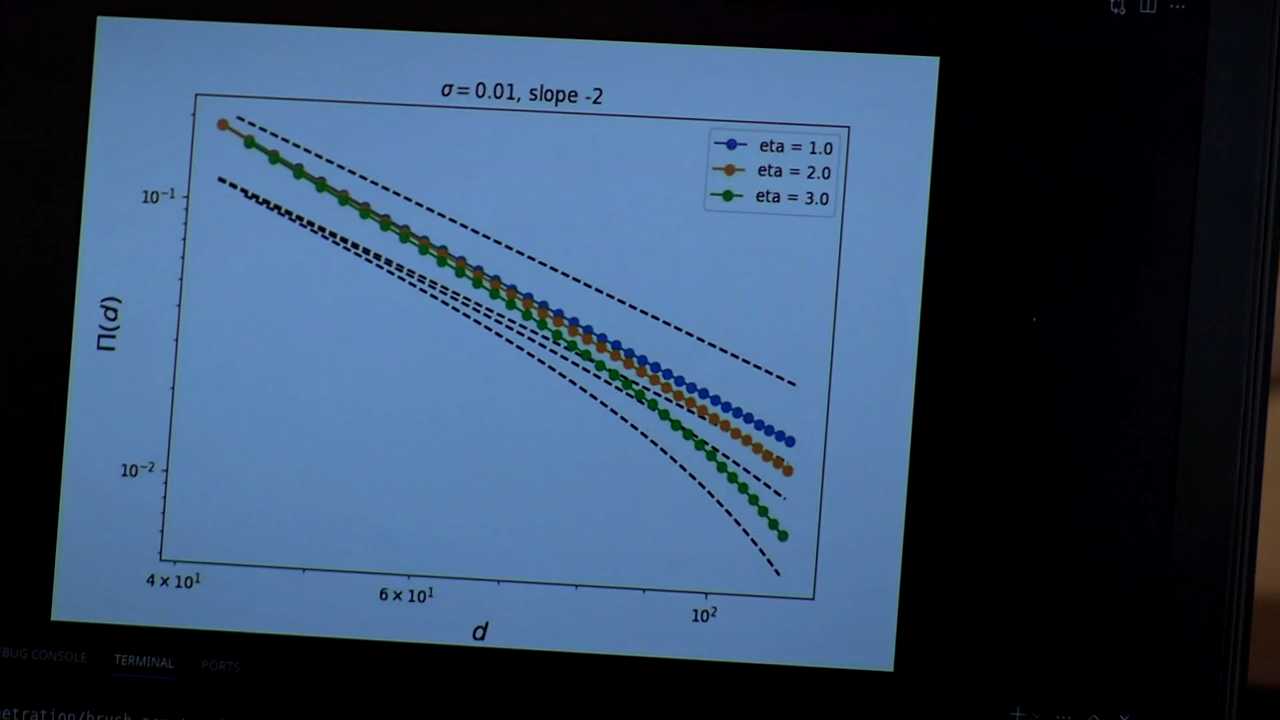 σ = 0.01, slope -2
eta = 1.0
eta = 2.0
eta = 3.0
10⁻¹
Π(d)
10⁻²
4 × 10¹
6 × 10¹
10²
d
EBUG CONSOLE
TERMINAL
PORTS